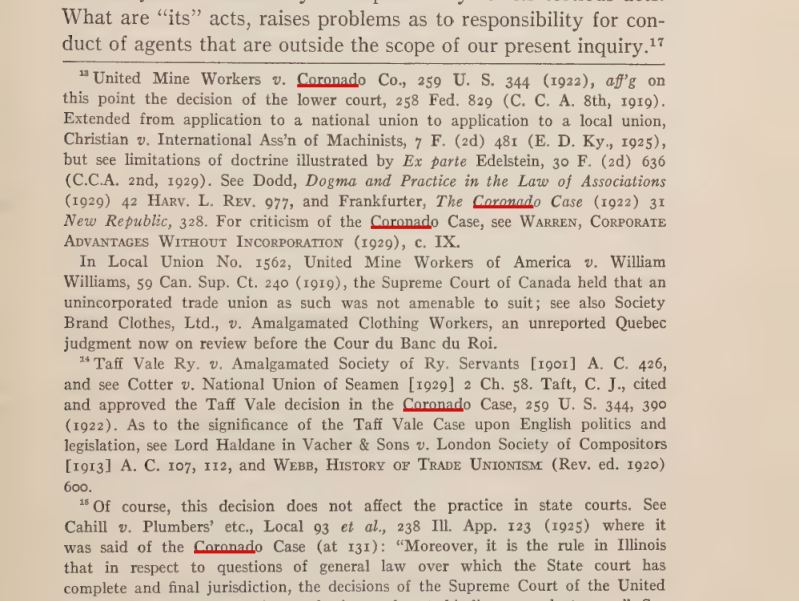 What are “its” acts, raises problems as to responsibility for con-
duct of agents that are outside the scope of our present inquiry.¹⁷
¹³ United Mine Workers v. Coronado Co., 259 U. S. 344 (1922), aff'g on
this point the decision of the lower court, 258 Fed. 829 (C. C. A. 8th, 1919).
Extended from application to a national union to application to a local union,
Christian v. International Ass'n of Machinists, 7 F. (2d) 481 (E. D. Ky., 1925),
but see limitations of doctrine illustrated by Ex parte Edelstein, 30 F. (2d) 636
(C.C.A. 2nd, 1929). See Dodd, Dogma and Practice in the Law of Associations
(1929) 42 HARV. L. REV. 977, and Frankfurter, The Coronado Case (1922) 31
New Republic, 328. For criticism of the Coronado Case, see WARREN, CORPORATE
ADVANTAGES WITHOUT INCORPORATION (1929), c. IX.
In Local Union No. 1562, United Mine Workers of America v. William
Williams, 59 Can. Sup. Ct. 240 (1919), the Supreme Court of Canada held that an
unincorporated trade union as such was not amenable to suit; see also Society
Brand Clothes, Ltd., v. Amalgamated Clothing Workers, an unreported Quebec
judgment now on review before the Cour du Banc du Roi.
¹⁴ Taff Vale Ry. v. Amalgamated Society of Ry. Servants [1901] A. C. 426,
and see Cotter v. National Union of Seamen [1929] 2 Ch. 58. Taft, C. J., cited
and approved the Taff Vale decision in the Coronado Case, 259 U. S. 344, 390
(1922). As to the significance of the Taff Vale Case upon English politics and
legislation, see Lord Haldane in Vacher & Sons v. London Society of Compositors
[1913] A. C. 107, 112, and WEBB, HISTORY OF TRADE UNIONISM (Rev. ed. 1920)
600.
¹⁵ Of course, this decision does not affect the practice in state courts. See
Cahill v. Plumbers' etc., Local 93 et al., 238 Ill. App. 123 (1925) where it
was said of the Coronado Case (at 131): “Moreover, it is the rule in Illinois
that in respect to questions of general law over which the State court has
complete and final jurisdiction, the decisions of the Supreme Court of the United